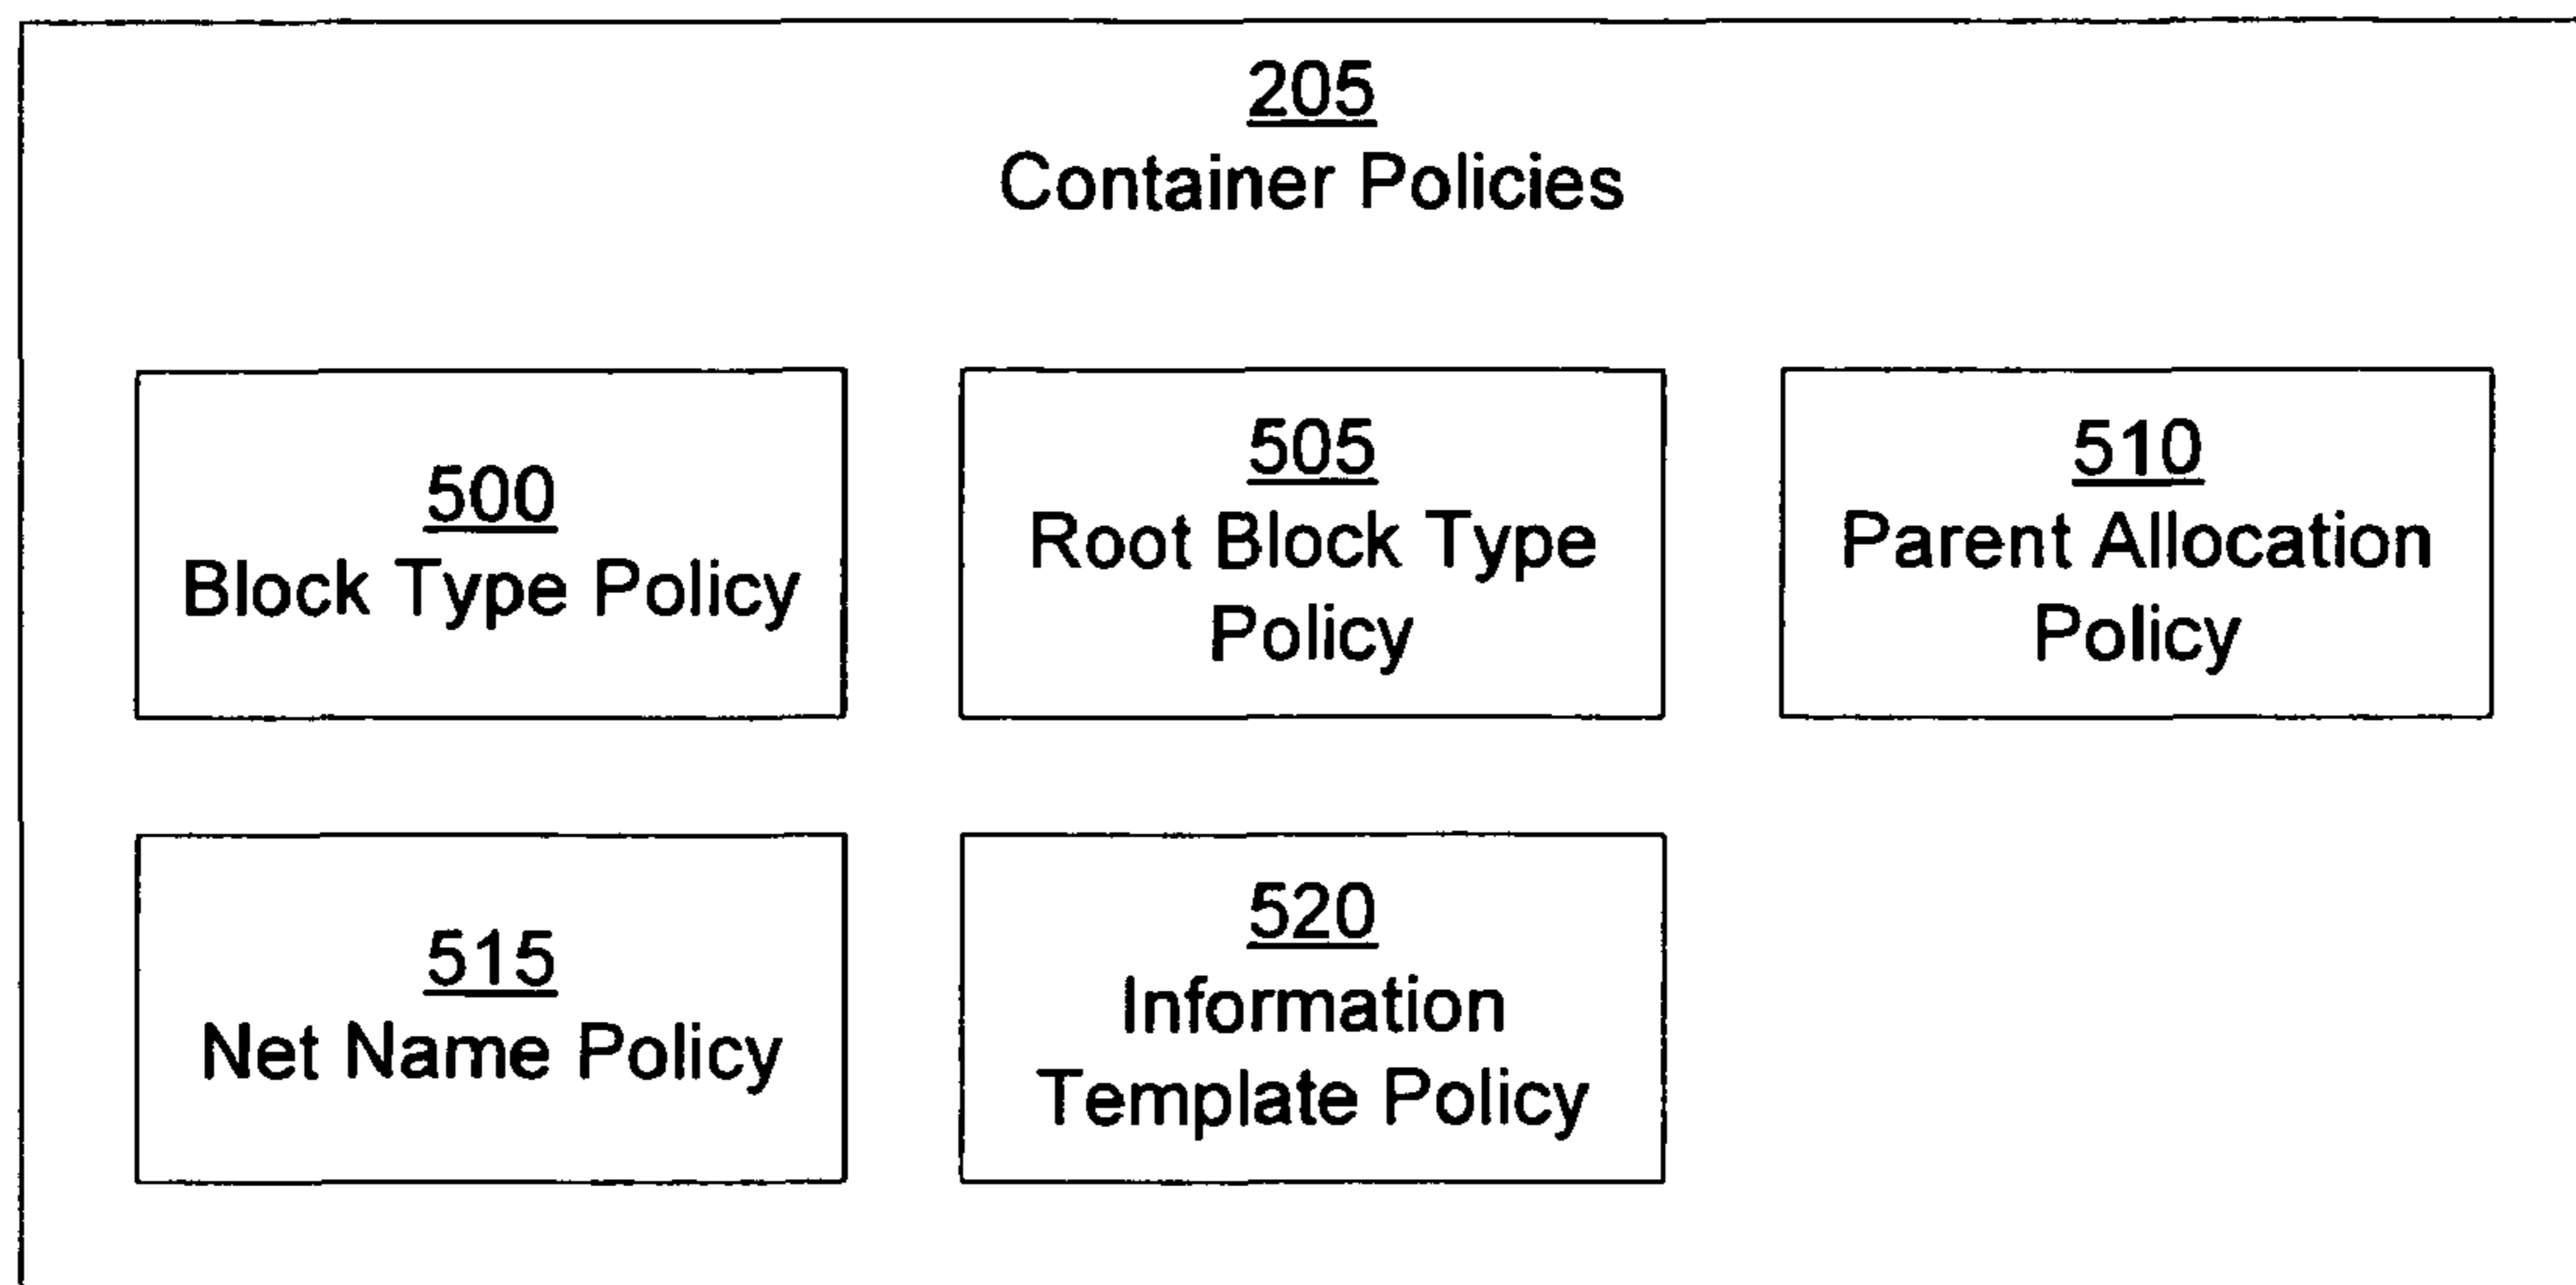 205
Container Policies
500
Block Type Policy
505
Root Block Type
Policy
510
Parent Allocation
Policy
515
Net Name Policy
520
Information
Template Policy